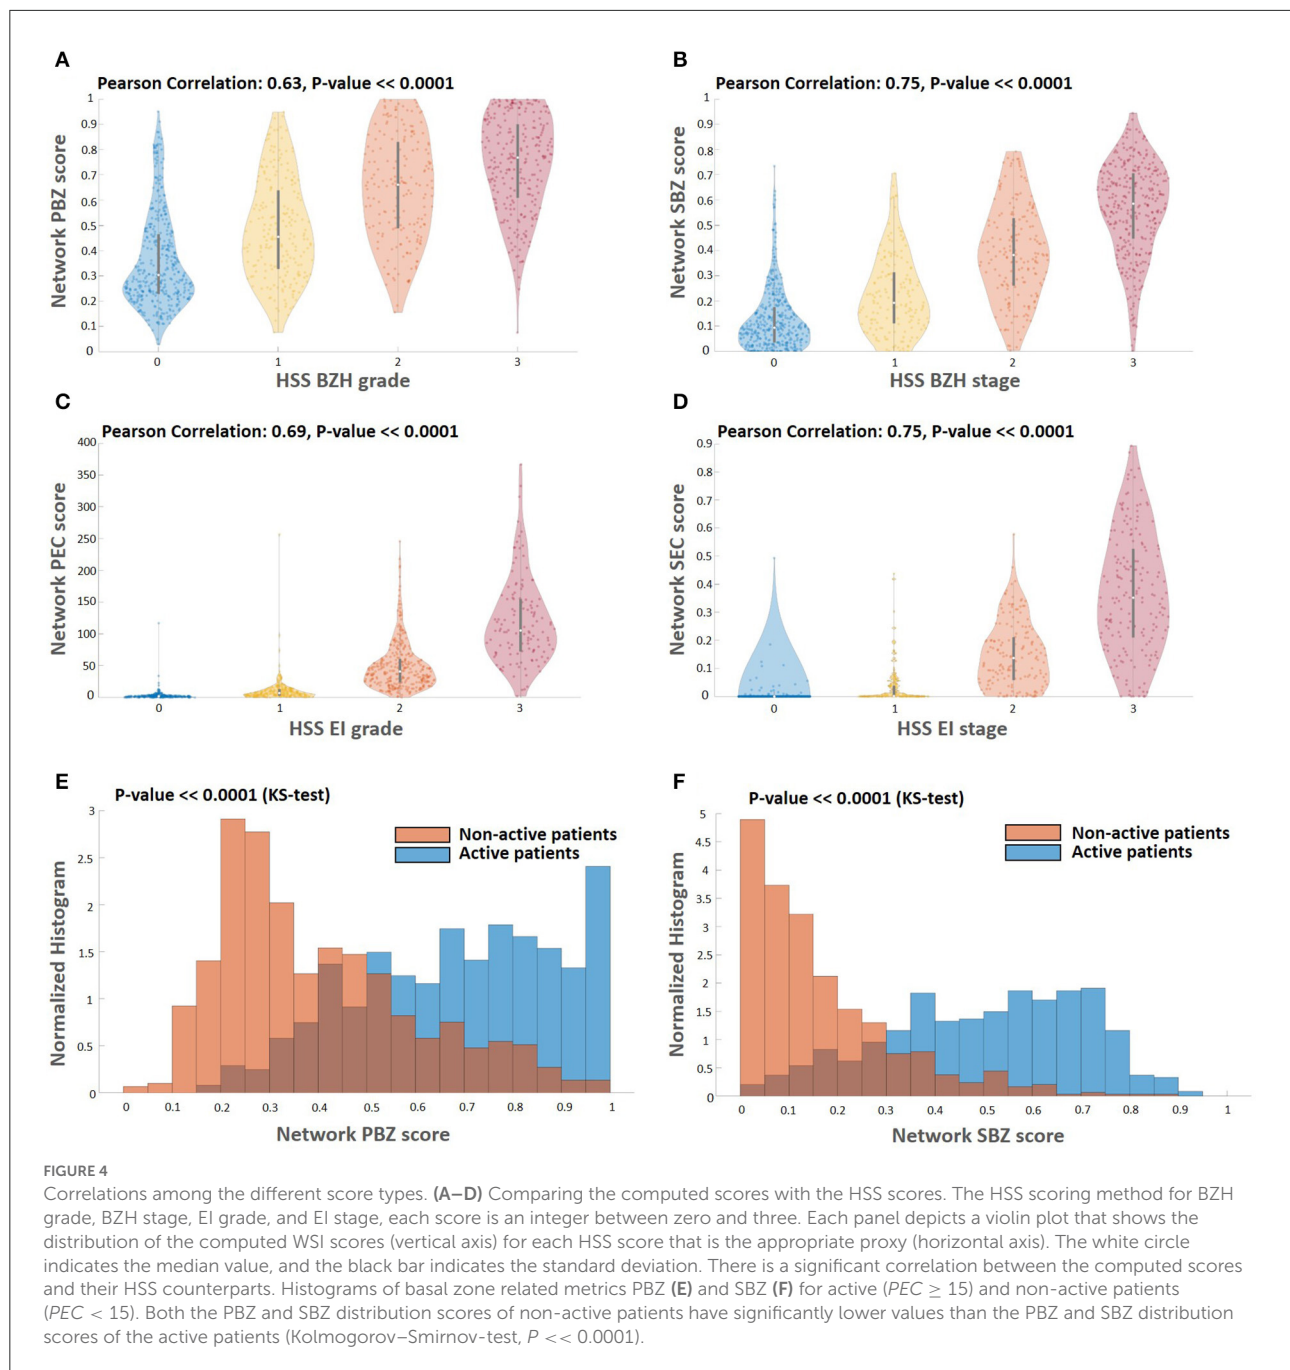 A
Pearson Correlation: 0.63, P-value << 0.0001
Network PBZ score
1
0.9
0.8
0.7
0.6
0.5
0.4
0.3
0.2
0.1
0
0 1 2 3
HSS BZH grade
B
Pearson Correlation: 0.75, P-value << 0.0001
Network SBZ score
1
0.9
0.8
0.7
0.6
0.5
0.4
0.3
0.2
0.1
0
0 1 2 3
HSS BZH stage
C
Pearson Correlation: 0.69, P-value << 0.0001
Network PEC score
400
350
300
250
200
150
100
50
0
0 1 2 3
HSS EI grade
D
Pearson Correlation: 0.75, P-value << 0.0001
Network SEC score
0.9
0.8
0.7
0.6
0.5
0.4
0.3
0.2
0.1
0
0 1 2 3
HSS EI stage
E
P-value << 0.0001 (KS-test)
Non-active patients
Active patients
Normalized Histogram
3
2.5
2
1.5
1
0.5
0
0 0.1 0.2 0.3 0.4 0.5 0.6 0.7 0.8 0.9 1
Network PBZ score
F
P-value << 0.0001 (KS-test)
Non-active patients
Active patients
Normalized Histogram
5
4.5
4
3.5
3
2.5
2
1.5
1
0.5
0
0 0.1 0.2 0.3 0.4 0.5 0.6 0.7 0.8 0.9 1
Network SBZ score
FIGURE 4
Correlations among the different score types. (A–D) Comparing the computed scores with the HSS scores. The HSS scoring method for BZH
grade, BZH stage, EI grade, and EI stage, each score is an integer between zero and three. Each panel depicts a violin plot that shows the
distribution of the computed WSI scores (vertical axis) for each HSS score that is the appropriate proxy (horizontal axis). The white circle
indicates the median value, and the black bar indicates the standard deviation. There is a significant correlation between the computed scores
and their HSS counterparts. Histograms of basal zone related metrics PBZ (E) and SBZ (F) for active (PEC ≥ 15) and non-active patients
(PEC < 15). Both the PBZ and SBZ distribution scores of non-active patients have significantly lower values than the PBZ and SBZ distribution
scores of the active patients (Kolmogorov–Smirnov-test, P << 0.0001).